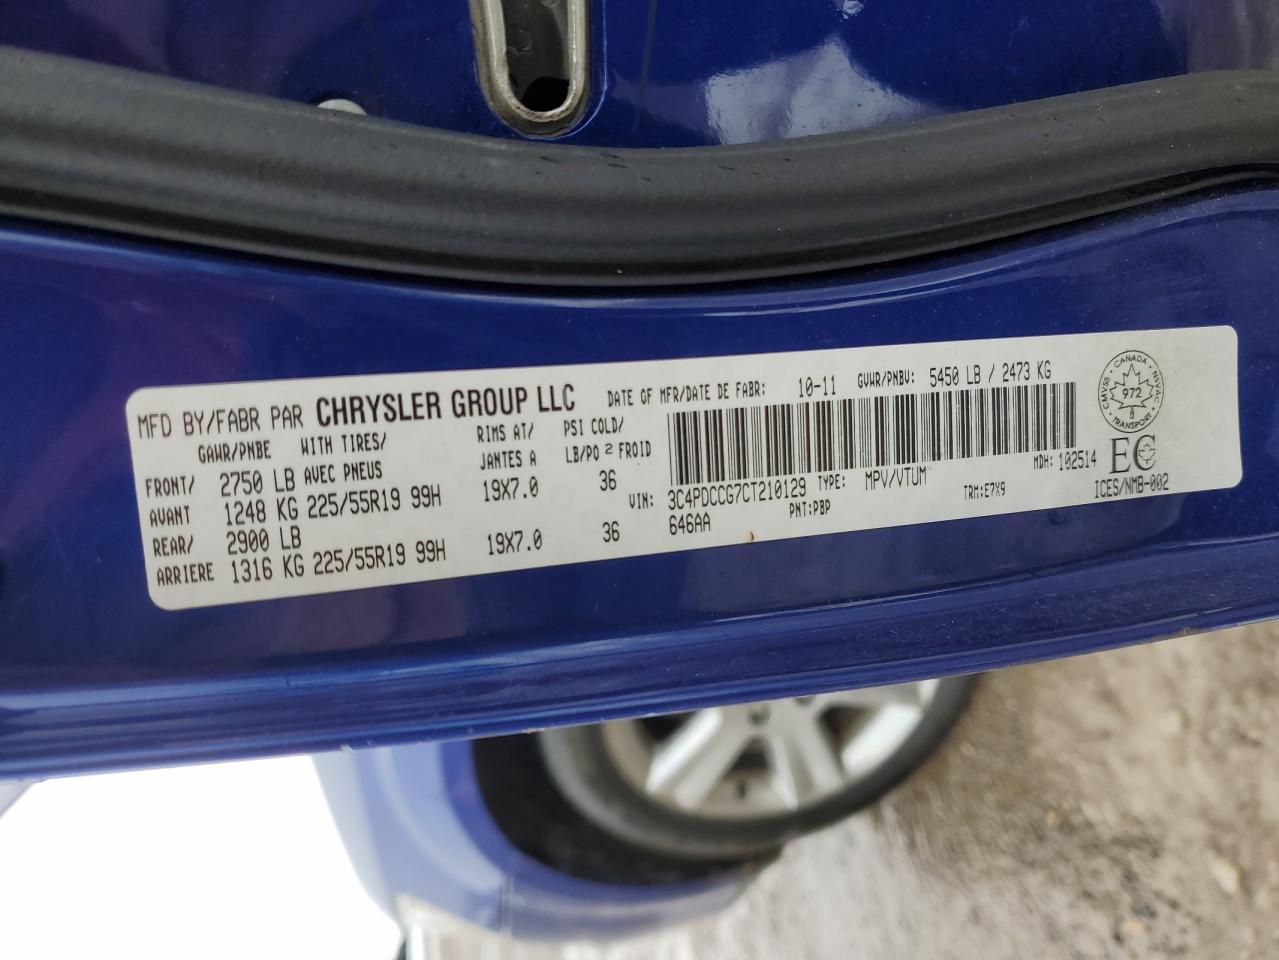 MFD BY/FABR PAR CHRYSLER GROUP LLC DATE OF MFR/DATE DE FABR: 10-11 GVWR/PNBV: 5450 LB / 2473 KG
GAWR/PNBE WITH TIRES/ RIMS AT/ PSI COLD/
AVEC PNEUS JANTES A LB/PO² FROID
FRONT/ 2750 LB
AVANT 1248 KG 225/55R19 99H 19X7.0 36
REAR/ 2900 LB
ARRIERE 1316 KG 225/55R19 99H 19X7.0 36
VIN: 3C4PDCCG7CT210129 TYPE: MPV/VTUM MDH: 102514
646AA PNT:PBP TRM:E7X9
CANADA
CMVSS 972 NSVAC
TRANSPORT
EC
ICES/NMB-002